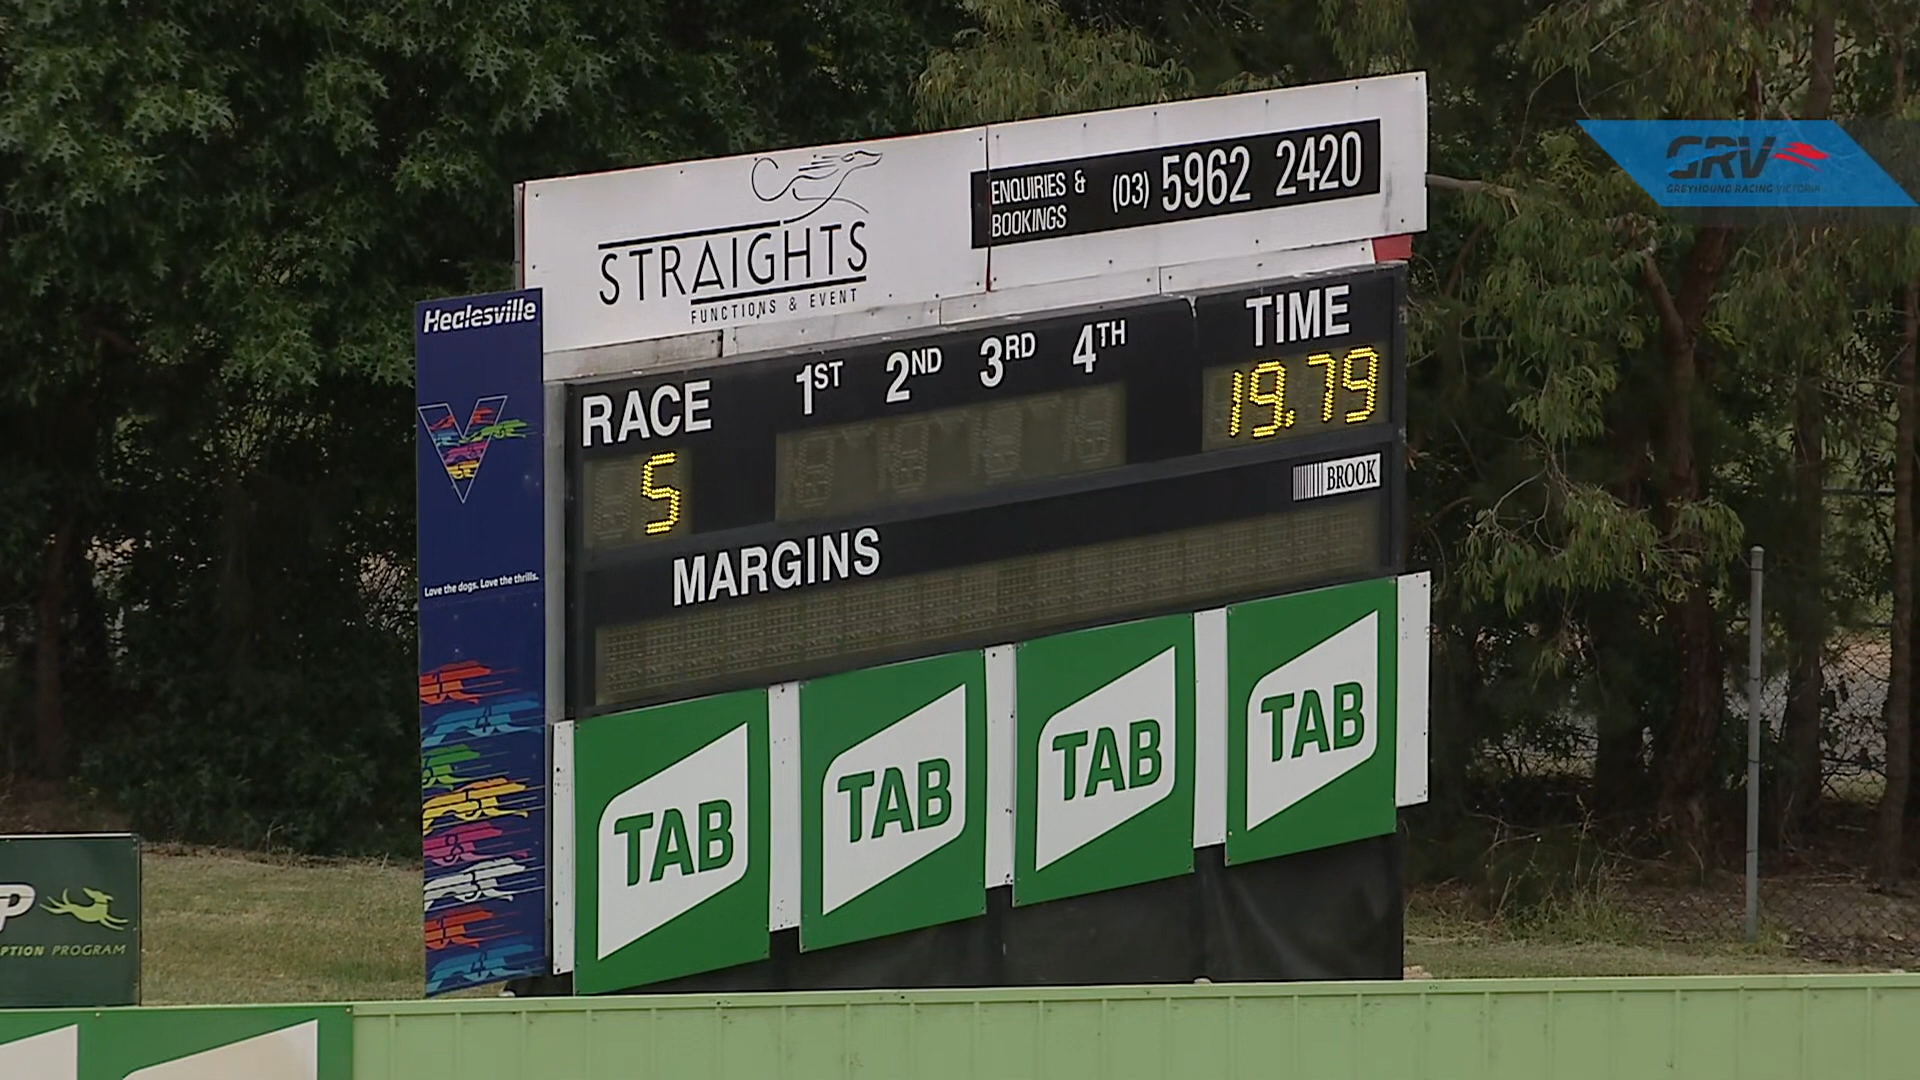 GRV
GREYHOUND RACING VICTORIA
ENQUIRIES & BOOKINGS (03) 5962 2420
STRAIGHTS
FUNCTIONS & EVENT
Healesville
Love the dogs. Love the thrills.
RACE 1ST 2ND 3RD 4TH TIME
5 19.79
BROOK
MARGINS
TAB TAB TAB TAB
P
PTION PROGRAM